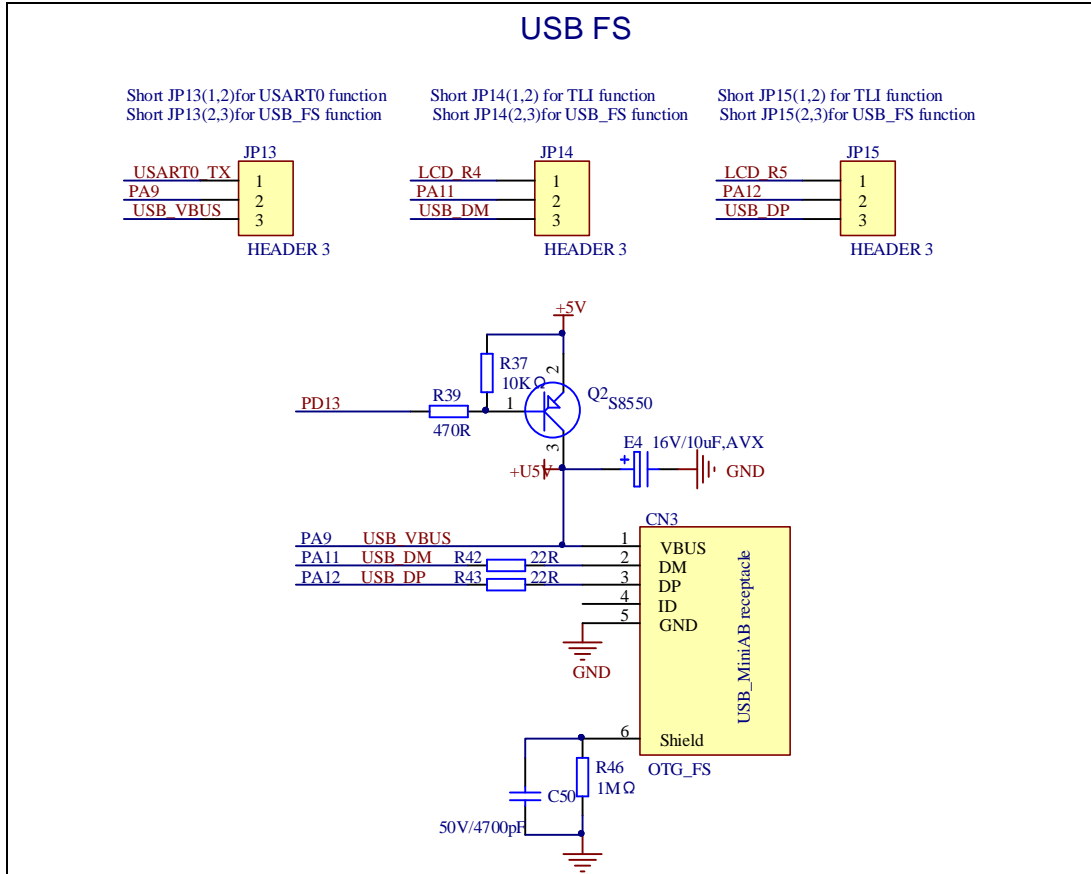 USB FS
Short JP13(1,2)for USART0 function
Short JP13(2,3)for USB_FS function
Short JP14(1,2) for TLI function
Short JP14(2,3)for USB_FS function
Short JP15(1,2) for TLI function
Short JP15(2,3)for USB_FS function
JP13
USART0_TX 1
PA9 2
USB_VBUS 3
HEADER 3
JP14
LCD_R4 1
PA11 2
USB_DM 3
HEADER 3
JP15
LCD_R5 1
PA12 2
USB_DP 3
HEADER 3
+5V
R37
10KΩ
2
Q2
S8550
PD13
R39
470R
1
3
+U5V
E4 16V/10uF,AVX
+
GND
CN3
PA9 USB_VBUS 1 VBUS
PA11 USB_DM R42 22R 2 DM
PA12 USB_DP R43 22R 3 DP
4 ID
5 GND
GND
USB_MiniAB receptacle
6 Shield
OTG_FS
R46
1MΩ
C50
50V/4700pF